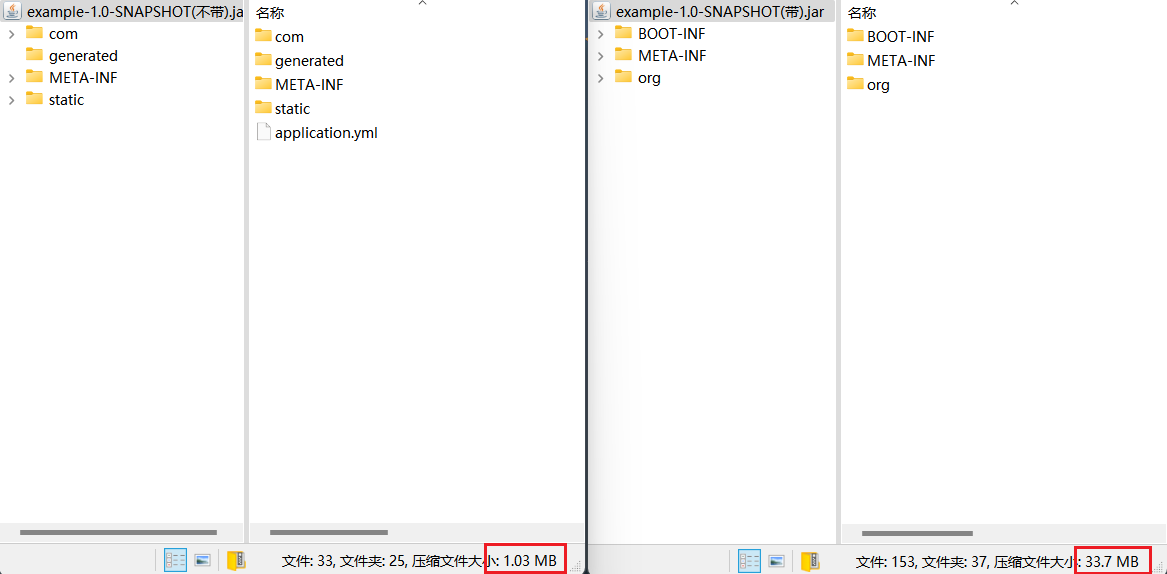 example-1.0-SNAPSHOT(不带).ja
com
generated
META-INF
static
名称
com
generated
META-INF
static
application.yml
文件: 33, 文件夹: 25, 压缩文件大小: 1.03 MB
example-1.0-SNAPSHOT(带).jar
BOOT-INF
META-INF
org
名称
BOOT-INF
META-INF
org
文件: 153, 文件夹: 37, 压缩文件大小: 33.7 MB